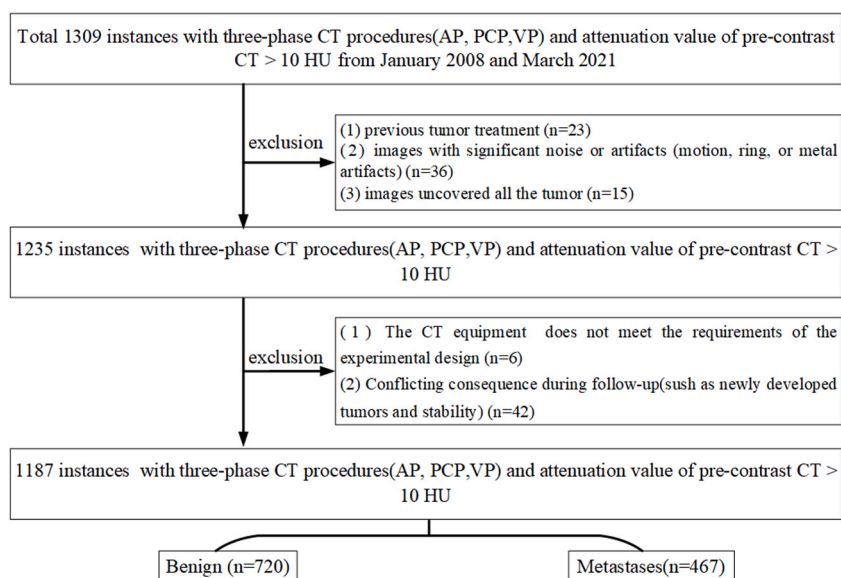 Total 1309 instances with three-phase CT procedures(AP, PCP,VP) and attenuation value of pre-contrast
CT > 10 HU from January 2008 and March 2021
exclusion
(1) previous tumor treatment (n=23)
(2) images with significant noise or artifacts (motion, ring, or metal
artifacts) (n=36)
(3) images uncovered all the tumor (n=15)
1235 instances with three-phase CT procedures(AP, PCP,VP) and attenuation value of pre-contrast CT >
10 HU
exclusion
( 1 ) The CT equipment does not meet the requirements of the
experimental design (n=6)
(2) Conflicting consequence during follow-up(sush as newly developed
tumors and stability) (n=42)
1187 instances with three-phase CT procedures(AP, PCP,VP) and attenuation value of pre-contrast CT >
10 HU
Benign (n=720)
Metastases(n=467)